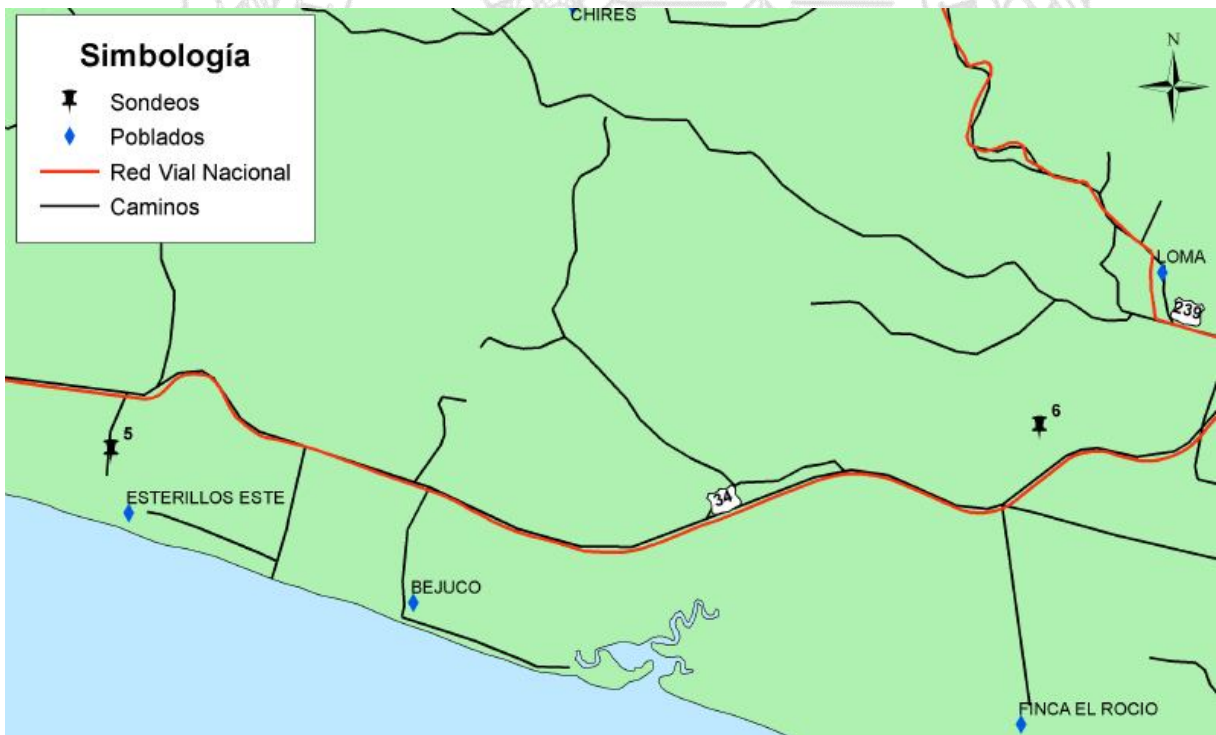 CHIRES
Simbología
Sondeos
Poblados
Red Vial Nacional
Caminos
N
LOMA
239
6
5
34
ESTERILLOS ESTE
BEJUCO
FINCA EL ROCIO